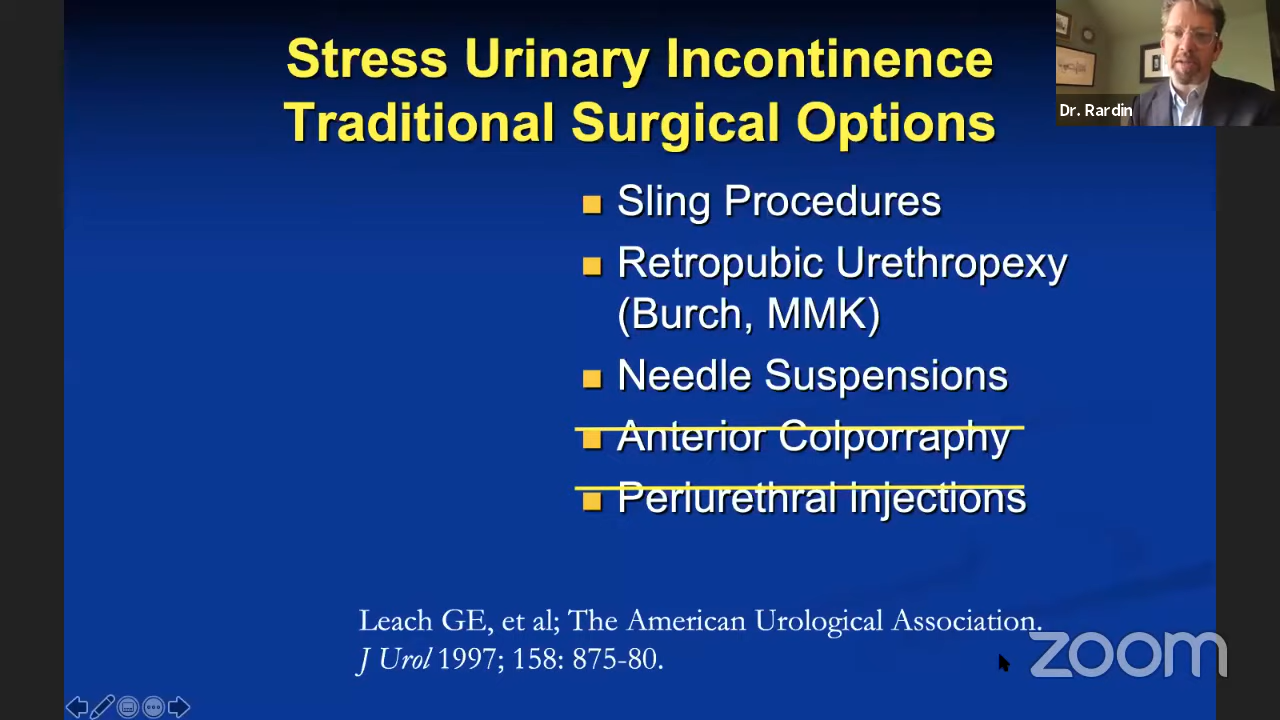 Stress Urinary Incontinence
Traditional Surgical Options
Dr. Rardin
Sling Procedures
Retropubic Urethropexy
(Burch, MMK)
Needle Suspensions
Anterior Colporraphy
Periurethral Injections
Leach GE, et al; The American Urological Association.
J Urol 1997; 158: 875-80.
zoom